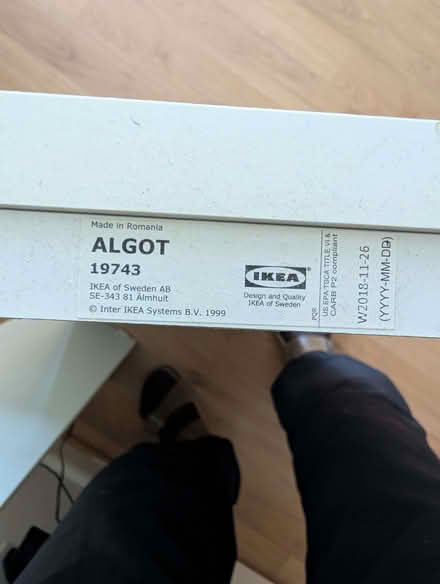 Made in Romania
ALGOT
19743
IKEA of Sweden AB
SE-343 81 Älmhult
© Inter IKEA Systems B.V. 1999
IKEA®
Design and Quality
IKEA of Sweden
PQR
US EPA TSCA TITLE VI &
CARB P2 compliant
W2018-11-26
(YYYY-MM-DD)